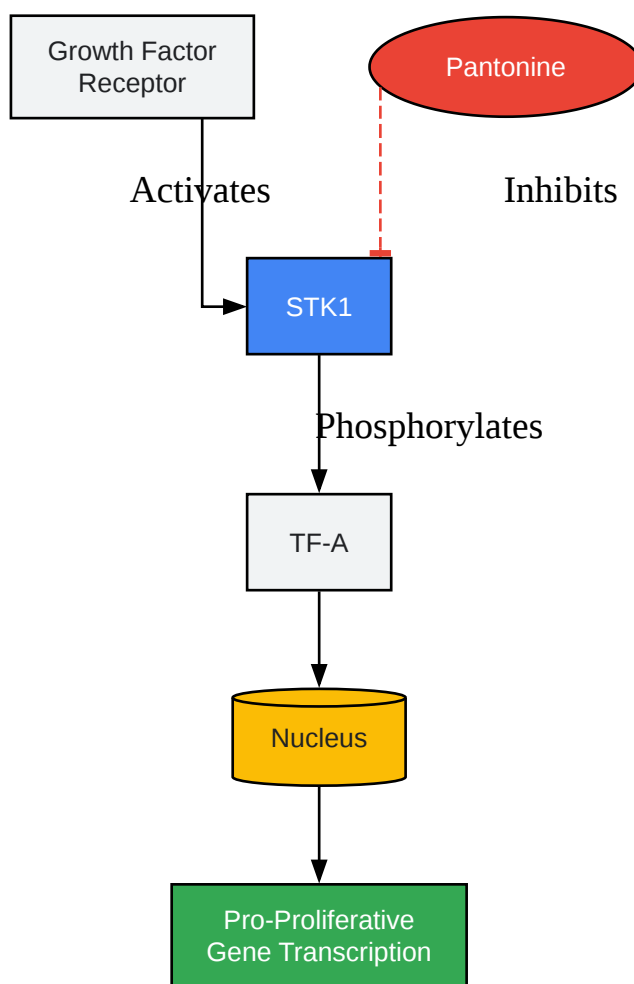 Growth Factor
Receptor
Pantonine
Activates
Inhibits
STK1
Phosphorylates
TF-A
Nucleus
Pro-Proliferative
Gene Transcription